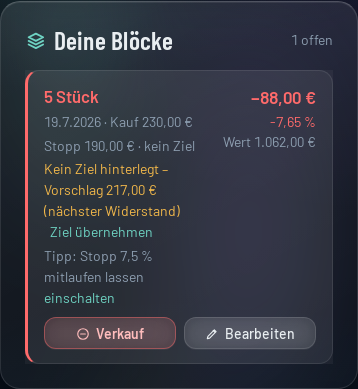 Deine Blöcke
1 offen
5 Stück
−88,00 €
19.7.2026 · Kauf 230,00 €
−7,65 %
Stopp 190,00 € · kein Ziel
Wert 1.062,00 €
Kein Ziel hinterlegt –
Vorschlag 217,00 €
(nächster Widerstand)
Ziel übernehmen
Tipp: Stopp 7,5 %
mitlaufen lassen
einschalten
Verkauf
Bearbeiten